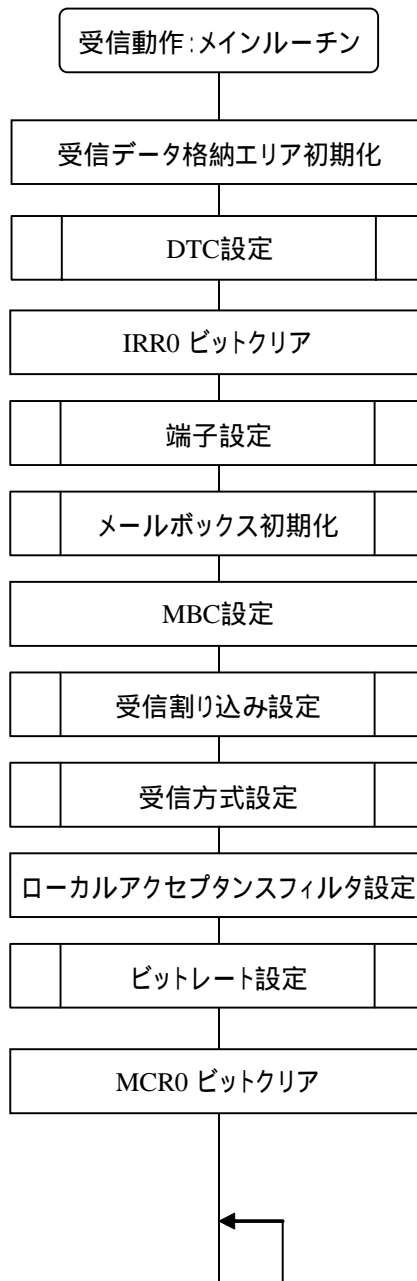 受信動作：メインルーチン
受信データ格納エリア初期化
DTC設定
IRR0 ビットクリア
端子設定
メールボックス初期化
MBC設定
受信割り込み設定
受信方式設定
ローカルアクセプタンスフィルタ設定
ビットレート設定
MCR0 ビットクリア